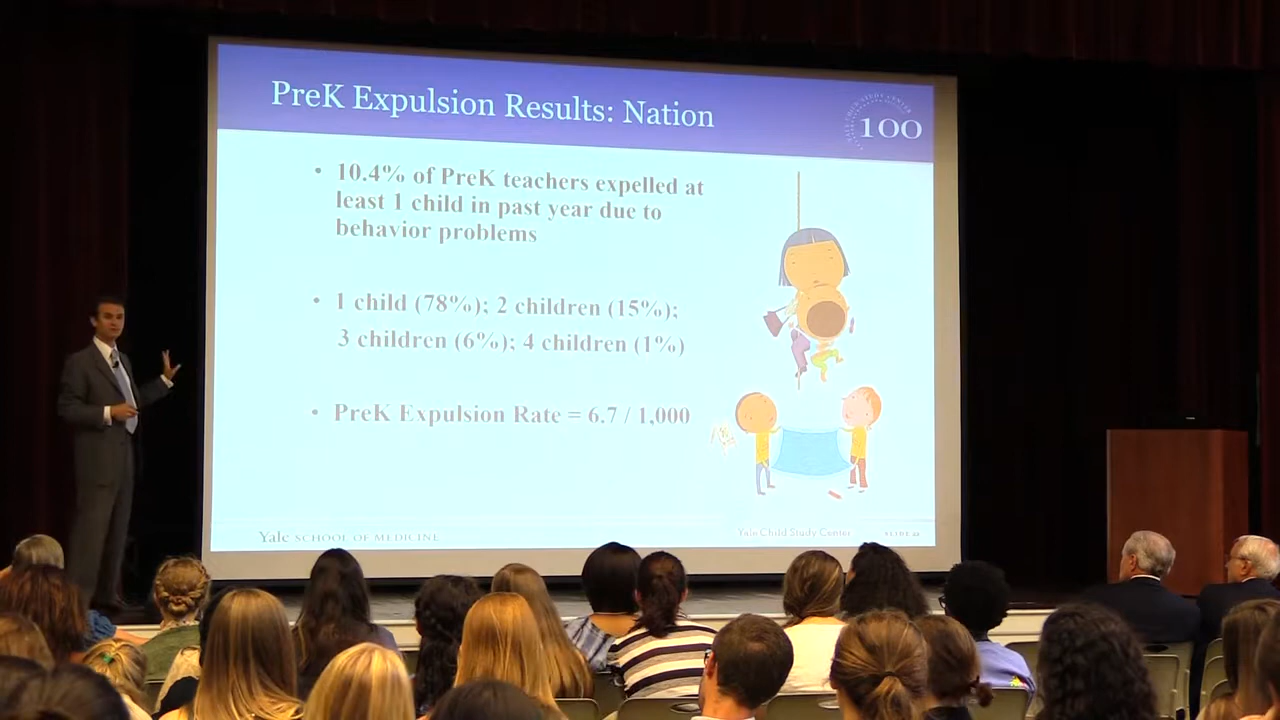 PreK Expulsion Results: Nation
100
• 10.4% of PreK teachers expelled at
least 1 child in past year due to
behavior problems
• 1 child (78%); 2 children (15%);
3 children (6%); 4 children (1%)
• PreK Expulsion Rate = 6.7 / 1,000
Yale SCHOOL OF MEDICINE
Yale Child Study Center